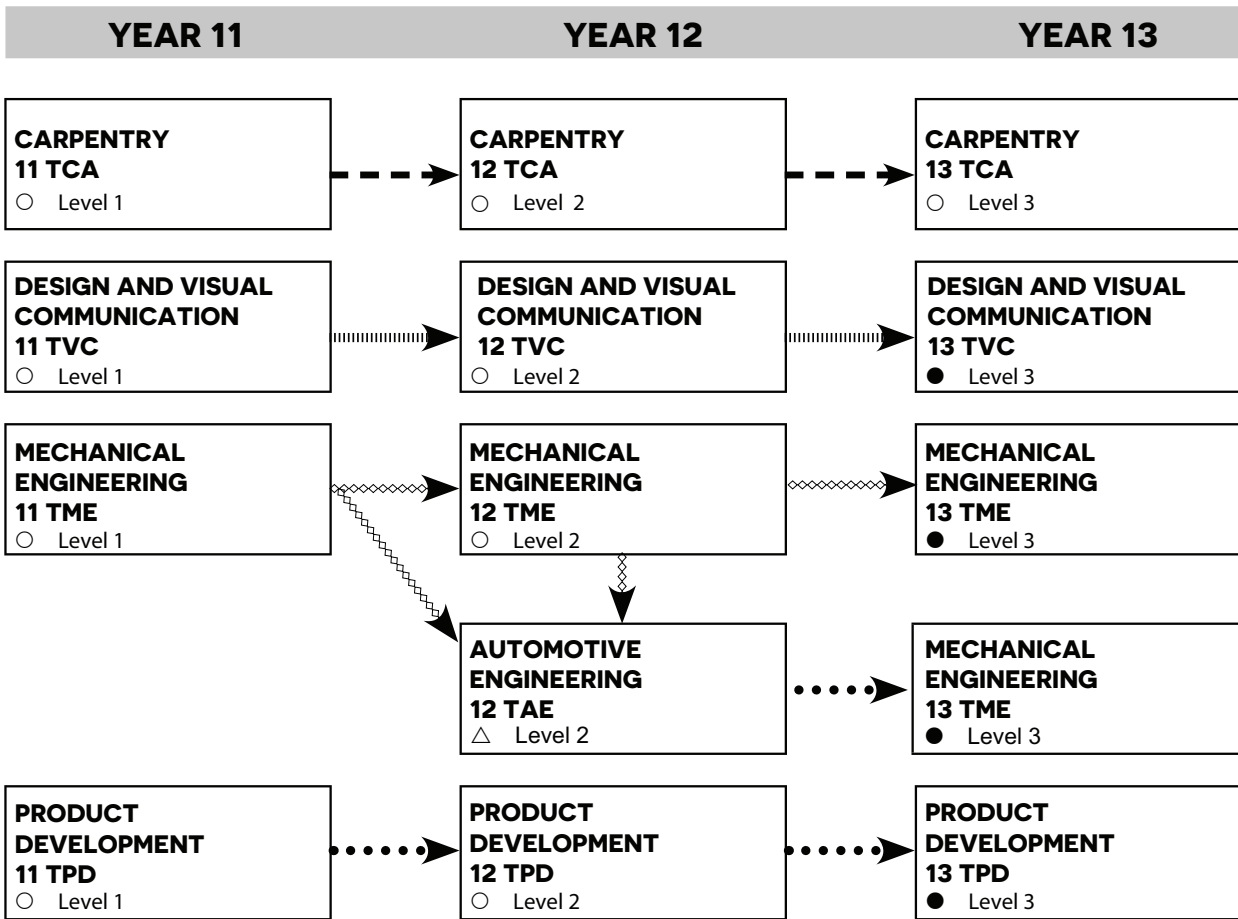 YEAR 11 YEAR 12 YEAR 13
CARPENTRY
11 TCA
○ Level 1
CARPENTRY
12 TCA
○ Level 2
CARPENTRY
13 TCA
○ Level 3
DESIGN AND VISUAL
COMMUNICATION
11 TVC
○ Level 1
DESIGN AND VISUAL
COMMUNICATION
12 TVC
○ Level 2
DESIGN AND VISUAL
COMMUNICATION
13 TVC
● Level 3
MECHANICAL
ENGINEERING
11 TME
○ Level 1
MECHANICAL
ENGINEERING
12 TME
○ Level 2
MECHANICAL
ENGINEERING
13 TME
● Level 3
AUTOMOTIVE
ENGINEERING
12 TAE
△ Level 2
MECHANICAL
ENGINEERING
13 TME
● Level 3
PRODUCT
DEVELOPMENT
11 TPD
○ Level 1
PRODUCT
DEVELOPMENT
12 TPD
○ Level 2
PRODUCT
DEVELOPMENT
13 TPD
● Level 3